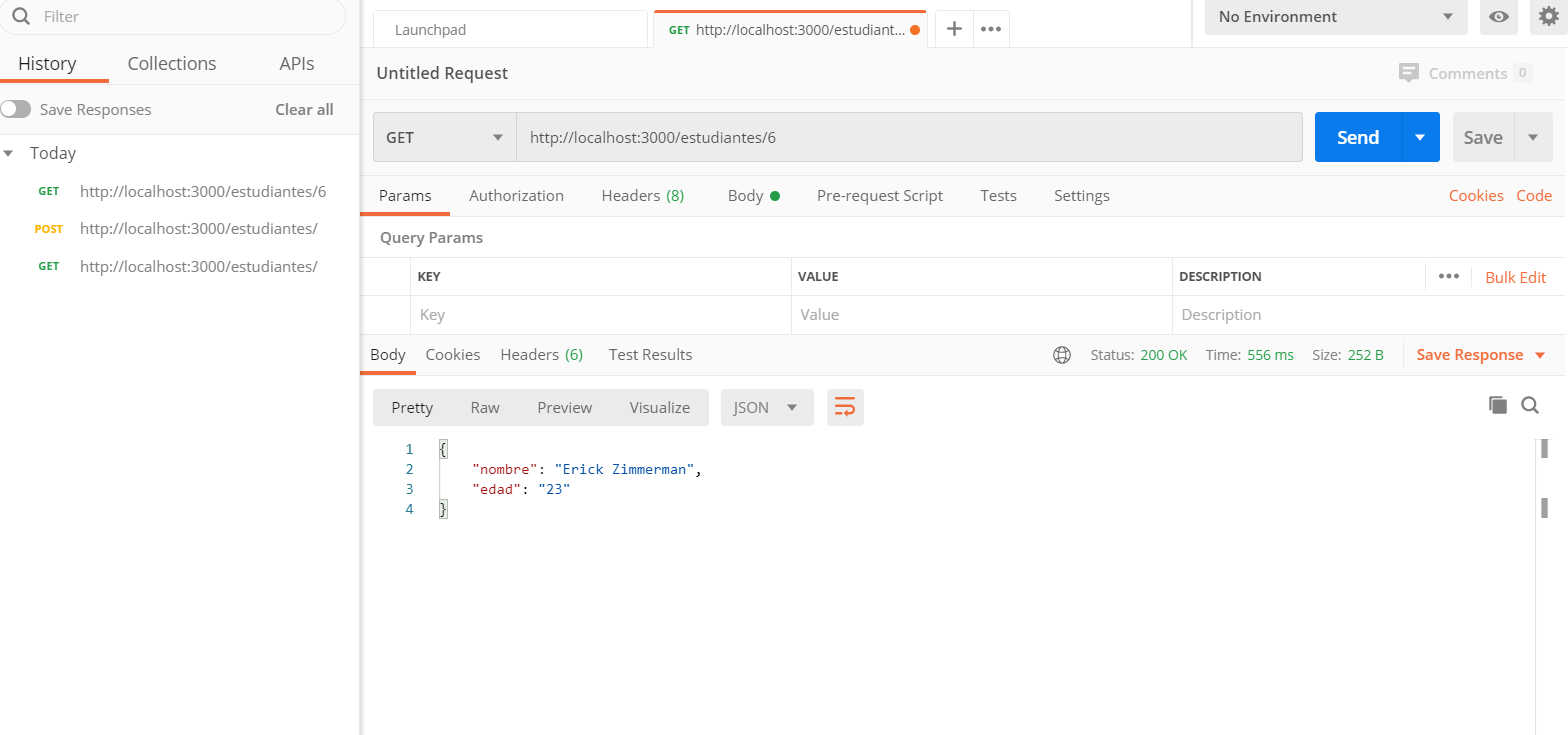 Filter
History Collections APIs
Save Responses Clear all
Today
GET http://localhost:3000/estudiantes/6
POST http://localhost:3000/estudiantes/
GET http://localhost:3000/estudiantes/
Launchpad GET http://localhost:3000/estudiant... No Environment
Untitled Request Comments 0
GET http://localhost:3000/estudiantes/6 Send Save
Params Authorization Headers (8) Body Pre-request Script Tests Settings Cookies Code
Query Params
KEY VALUE DESCRIPTION Bulk Edit
Key Value Description
Body Cookies Headers (6) Test Results Status: 200 OK Time: 556 ms Size: 252 B Save Response
Pretty Raw Preview Visualize JSON
1 {
2 "nombre": "Erick Zimmerman",
3 "edad": "23"
4 }